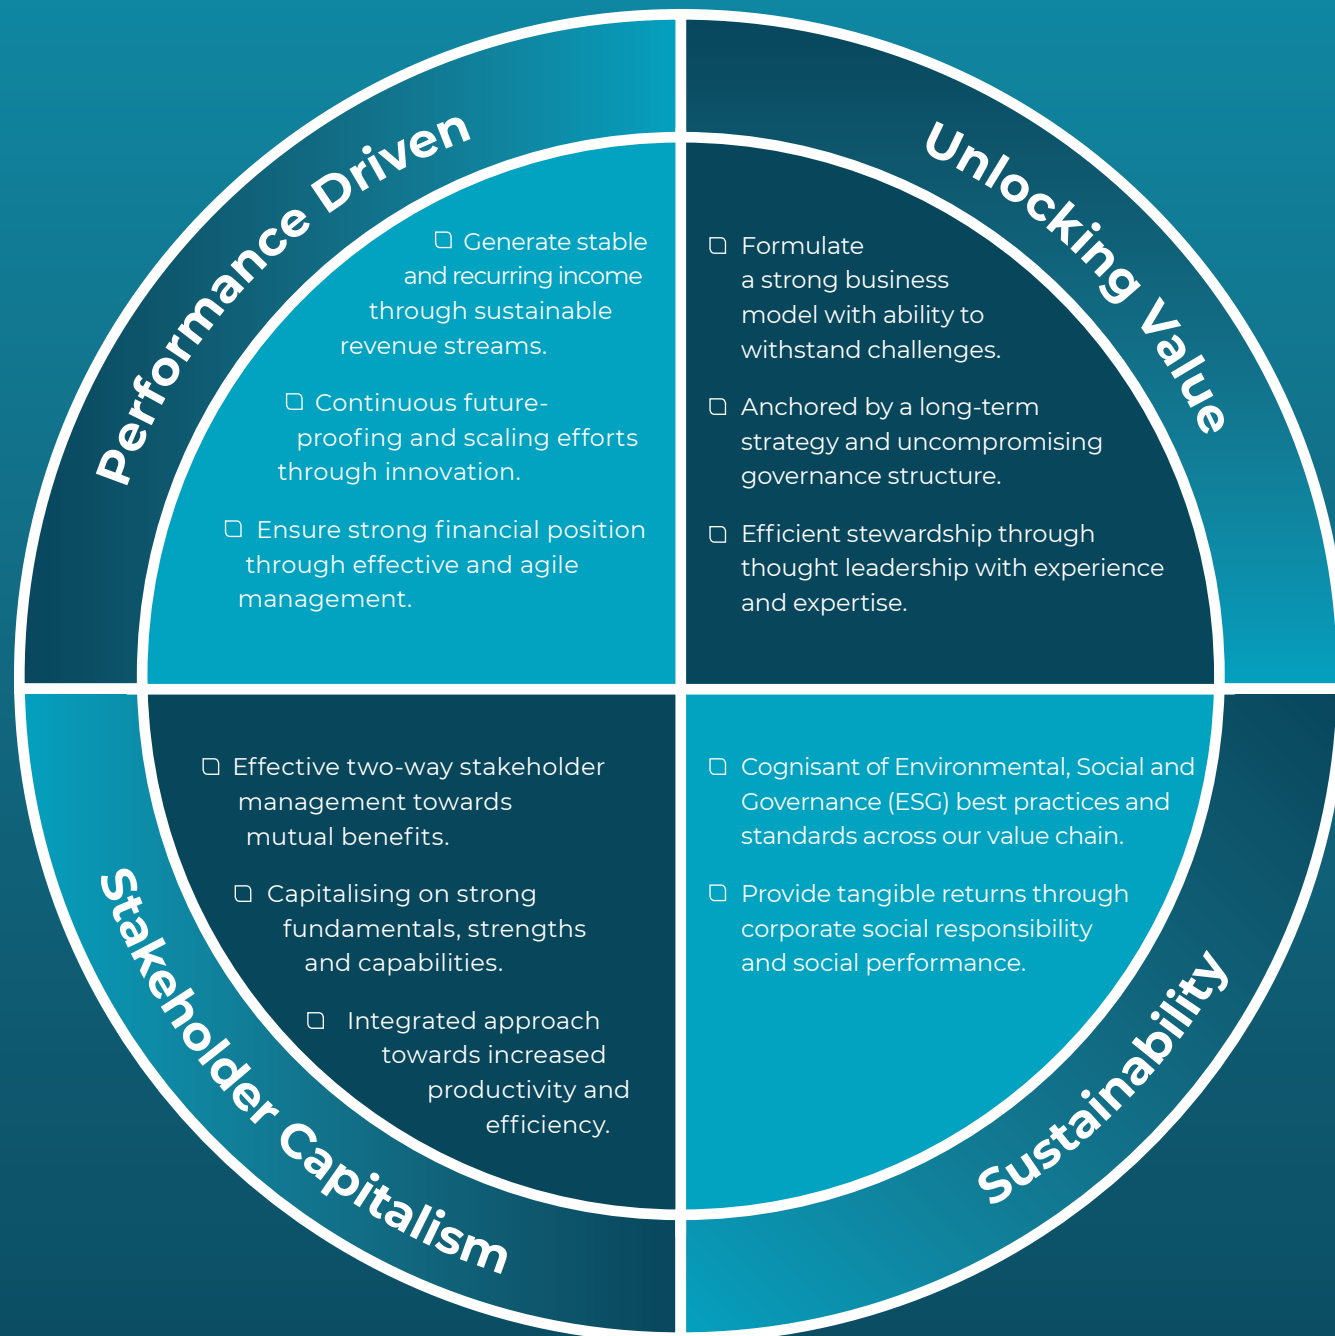 Performance Driven
Generate stable
and recurring income
through sustainable
revenue streams.
Continuous future-
proofing and scaling efforts
through innovation.
Ensure strong financial position
through effective and agile
management.
Unlocking Value
Formulate
a strong business
model with ability to
withstand challenges.
Anchored by a long-term
strategy and uncompromising
governance structure.
Efficient stewardship through
thought leadership with experience
and expertise.
Stakeholder Capitalism
Effective two-way stakeholder
management towards
mutual benefits.
Capitalising on strong
fundamentals, strengths
and capabilities.
Integrated approach
towards increased
productivity and
efficiency.
Sustainability
Cognisant of Environmental, Social and
Governance (ESG) best practices and
standards across our value chain.
Provide tangible returns through
corporate social responsibility
and social performance.